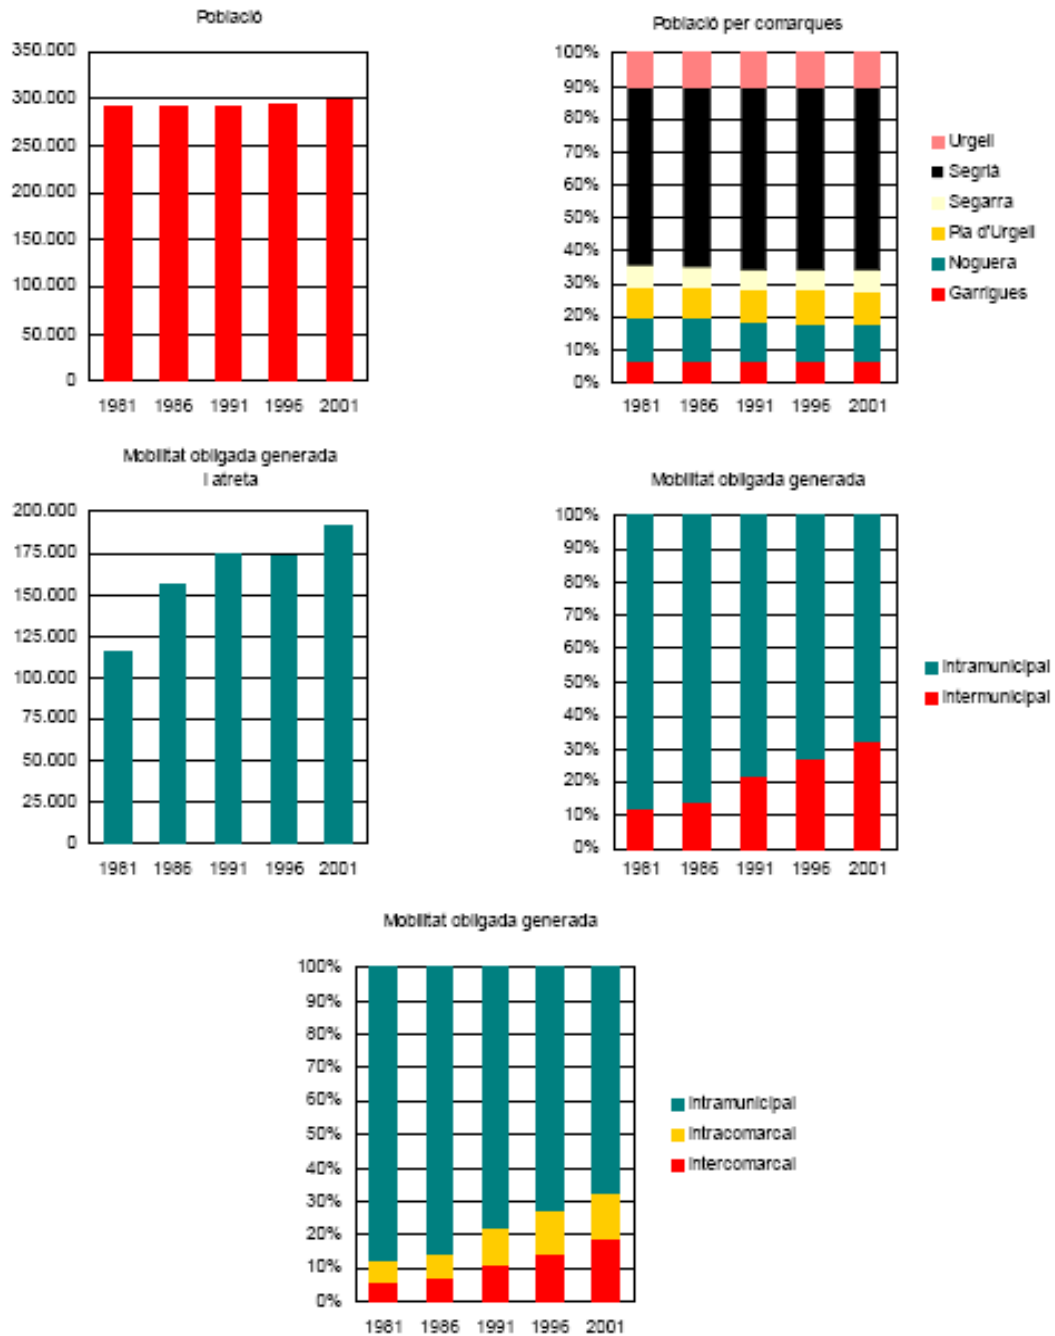 Població
350.000
300.000
250.000
200.000
150.000
100.000
50.000
0
1981 1986 1991 1996 2001
Població per comarques
100%
90%
80%
70%
60%
50%
40%
30%
20%
10%
0%
1981 1986 1991 1996 2001
Urgell
Segrià
Segarra
Pla d'Urgell
Noguera
Garrigues
Mobilitat obligada generada
i atreta
200.000
175.000
150.000
125.000
100.000
75.000
50.000
25.000
0
1981 1986 1991 1996 2001
Mobilitat obligada generada
100%
90%
80%
70%
60%
50%
40%
30%
20%
10%
0%
1981 1986 1991 1996 2001
Intramunicipal
Intermunicipal
Mobilitat obligada generada
100%
90%
80%
70%
60%
50%
40%
30%
20%
10%
0%
1981 1986 1991 1996 2001
Intramunicipal
Intracomarcal
Intercomarcal